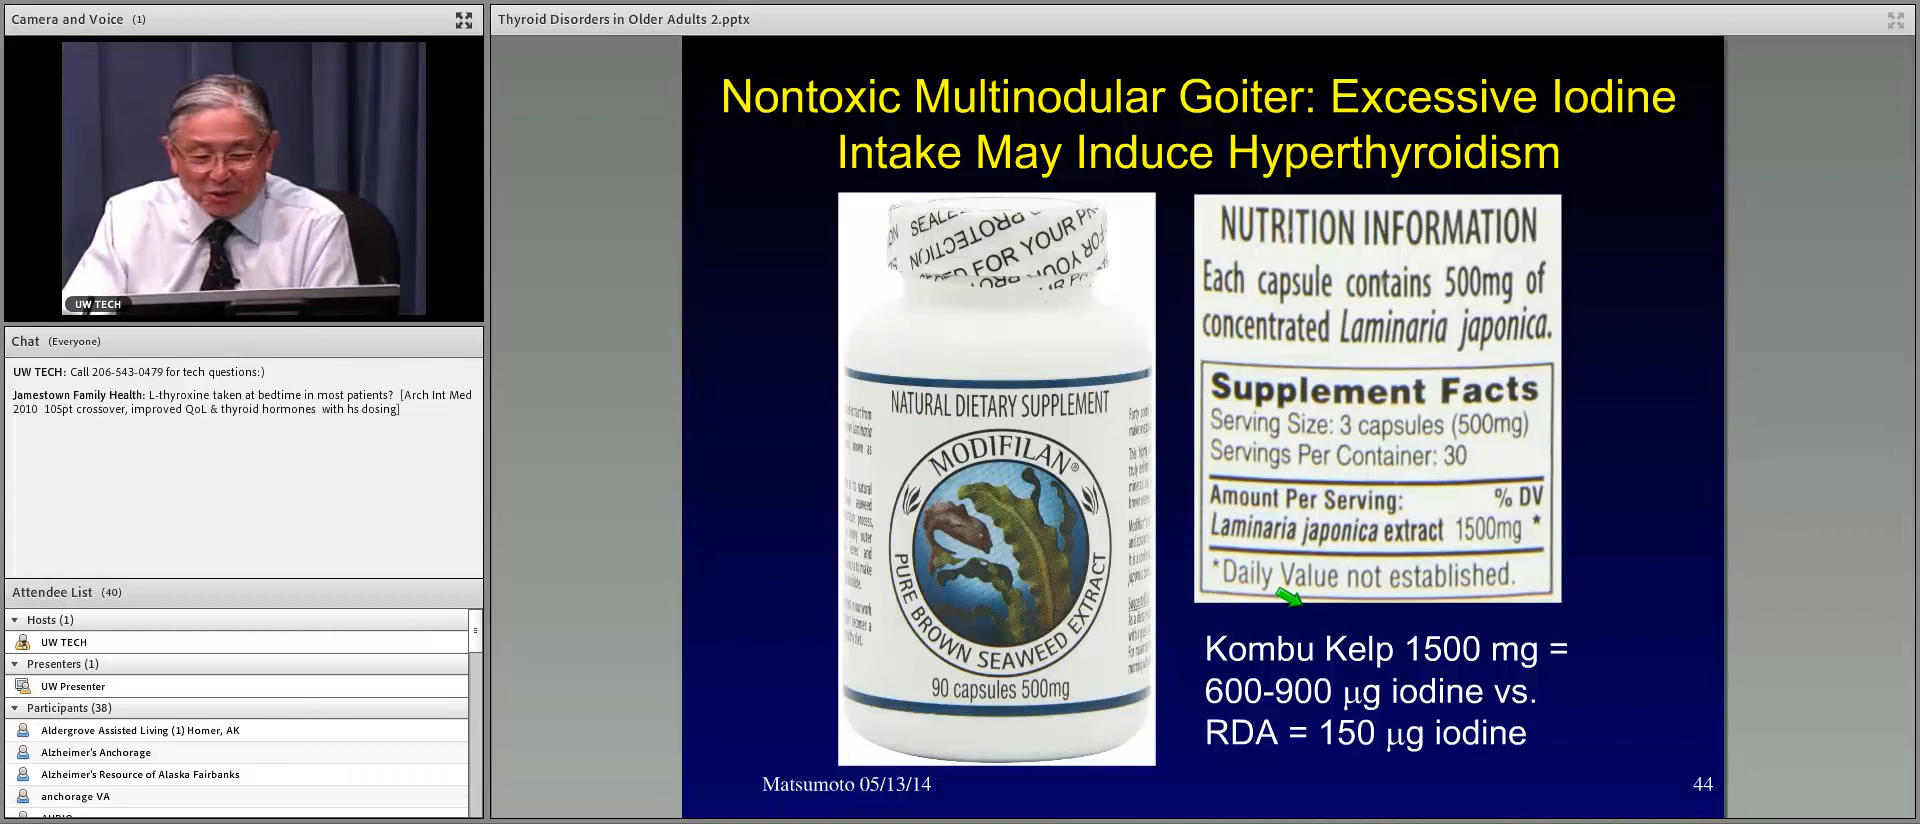 Camera and Voice (1)
UW TECH
Chat (Everyone)
UW TECH: Call 206-543-0479 for tech questions:)
Jamestown Family Health: L-thyroxine taken at bedtime in most patients? [Arch Int Med
2010 105pt crossover, improved QoL & thyroid hormones with hs dosing]
Attendee List (40)
Hosts (1)
UW TECH
Presenters (1)
UW Presenter
Participants (38)
Aldergrove Assisted Living (1) Homer, AK
Alzheimer's Anchorage
Alzheimer's Resource of Alaska Fairbanks
anchorage VA
Thyroid Disorders in Older Adults 2.pptx
Nontoxic Multinodular Goiter: Excessive Iodine
Intake May Induce Hyperthyroidism
SEALE
PROTECTION
FOR YOUR PR
FOR
YOUR
NATURAL DIETARY SUPPLEMENT
MODIFILAN®
PURE BROWN SEAWEED EXTRACT
90 capsules 500mg
NUTRITION INFORMATION
Each capsule contains 500mg of
concentrated Laminaria japonica.
Supplement Facts
Serving Size: 3 capsules (500mg)
Servings Per Container: 30
Amount Per Serving: % DV
Laminaria japonica extract 1500mg *
*Daily Value not established.
Kombu Kelp 1500 mg =
600-900 µg iodine vs.
RDA = 150 µg iodine
Matsumoto 05/13/14
44